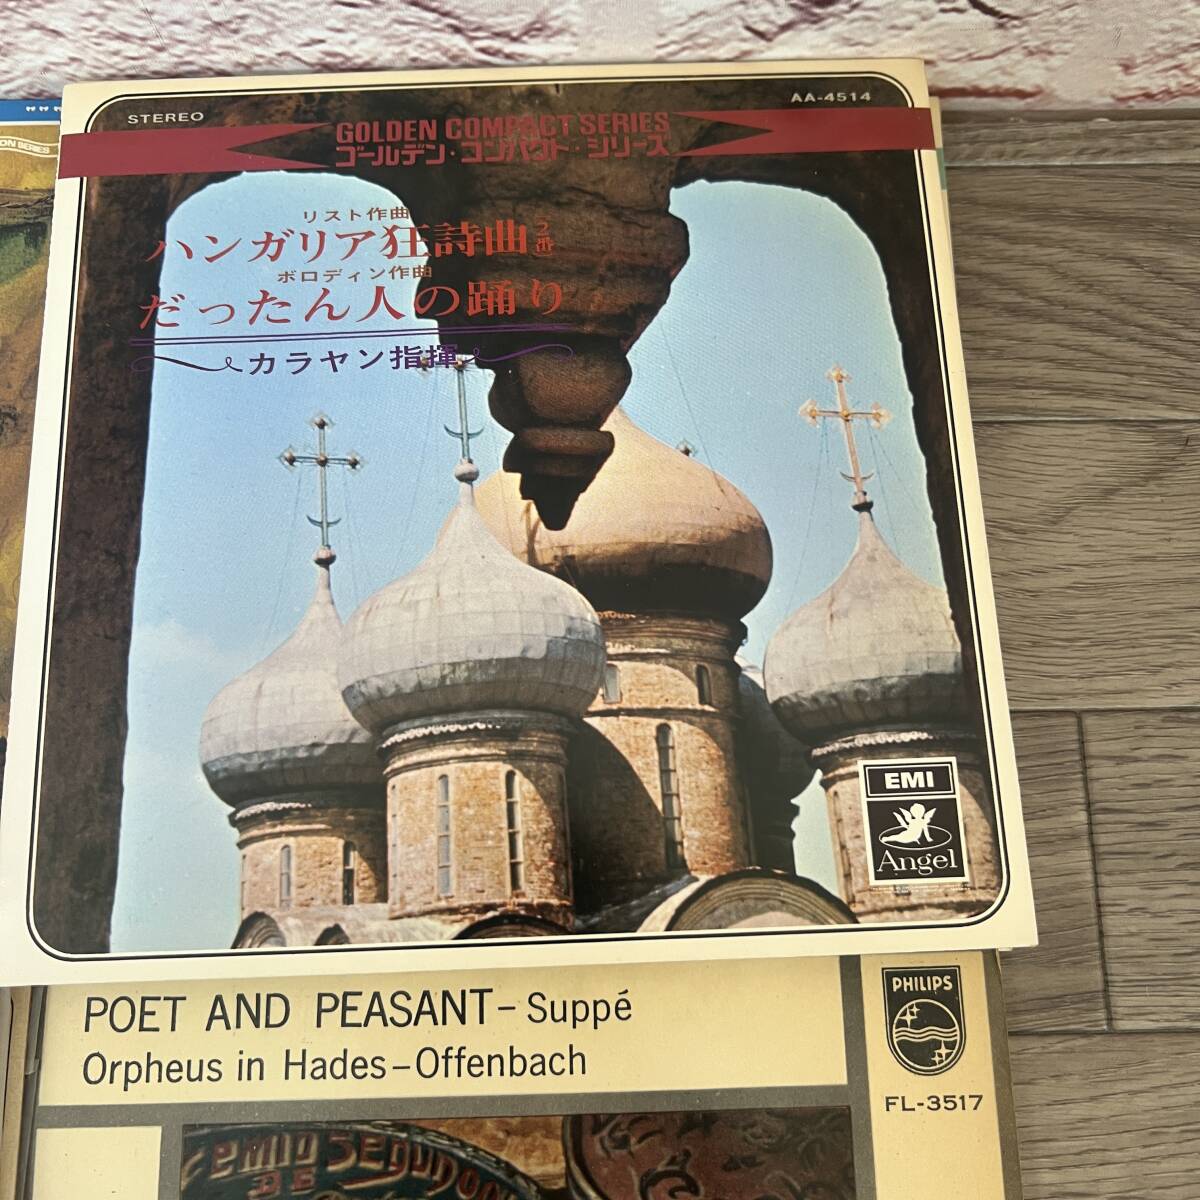 STEREO
AA-4514
GOLDEN COMPACT SERIES
ゴールデン・コンパクト・シリーズ
リスト作曲
ハンガリア狂詩曲2番
ボロディン作曲
だったん人の踊り
カラヤン指揮
EMI
Angel
ON SERIES
POET AND PEASANT – Suppé
Orpheus in Hades – Offenbach
PHILIPS
FL-3517
DE